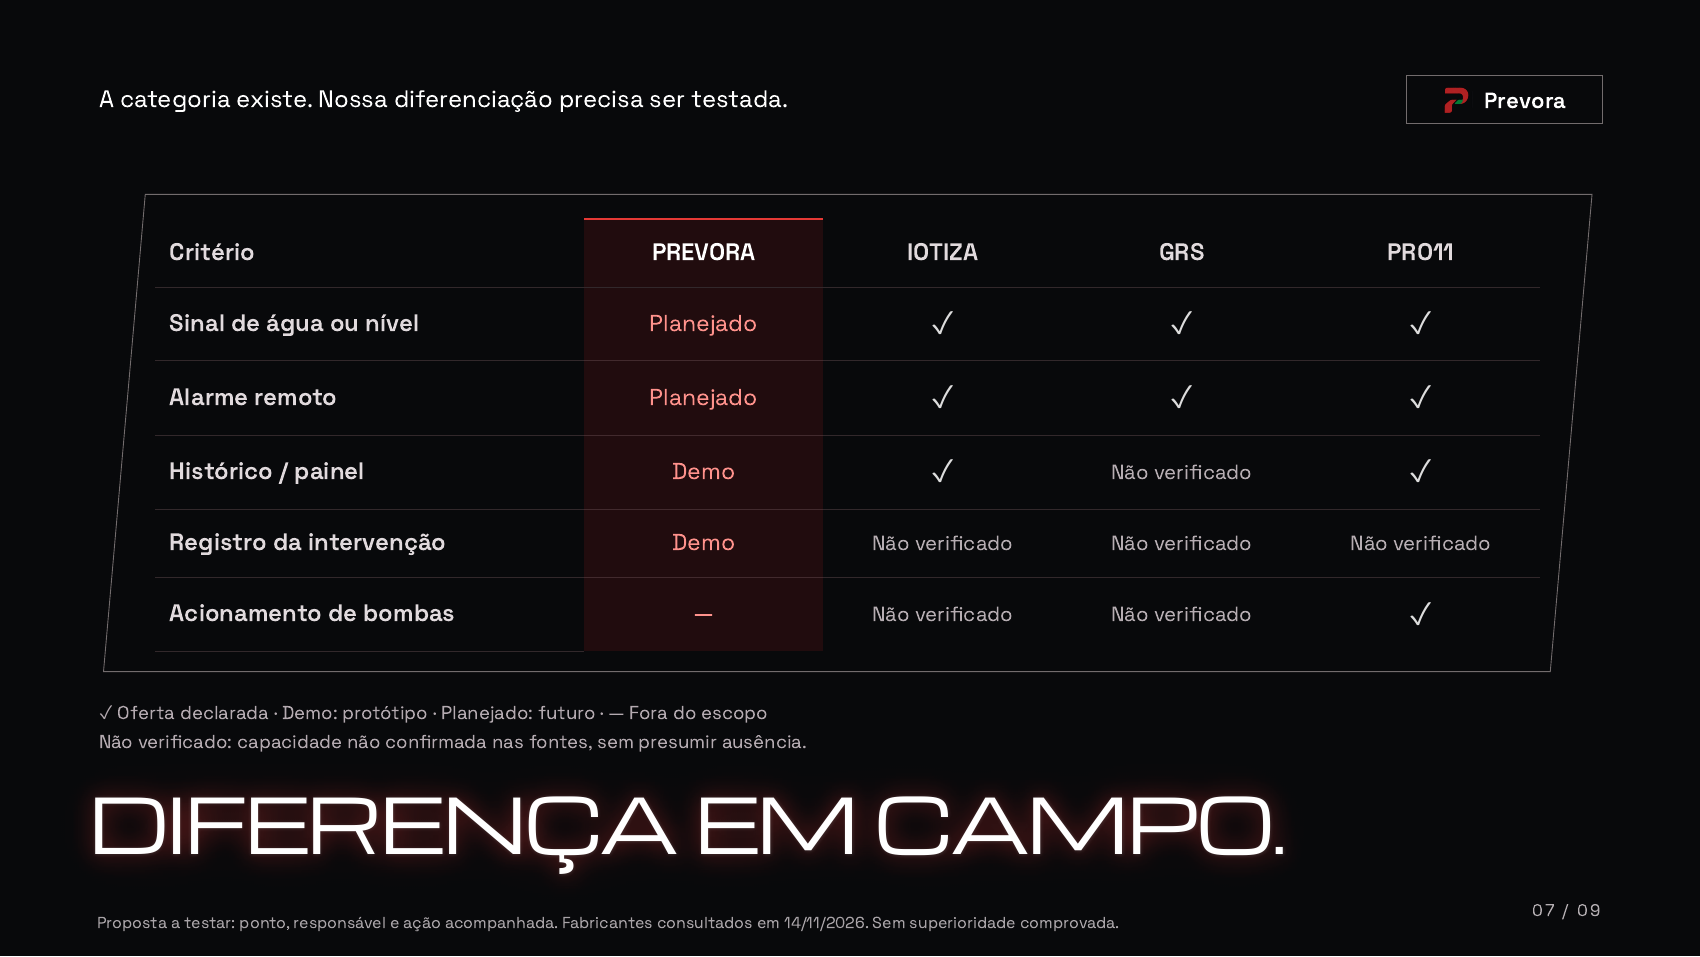 A categoria existe. Nossa diferenciação precisa ser testada.
Prevora
Critério PREVORA IOTIZA GRS PRO11
Sinal de água ou nível Planejado ✓ ✓ ✓
Alarme remoto Planejado ✓ ✓ ✓
Histórico / painel Demo ✓ Não verificado ✓
Registro da intervenção Demo Não verificado Não verificado Não verificado
Acionamento de bombas — Não verificado Não verificado ✓
✓ Oferta declarada · Demo: protótipo · Planejado: futuro · — Fora do escopo
Não verificado: capacidade não confirmada nas fontes, sem presumir ausência.
DIFERENÇA EM CAMPO.
Proposta a testar: ponto, responsável e ação acompanhada. Fabricantes consultados em 14/11/2026. Sem superioridade comprovada.
07 / 09